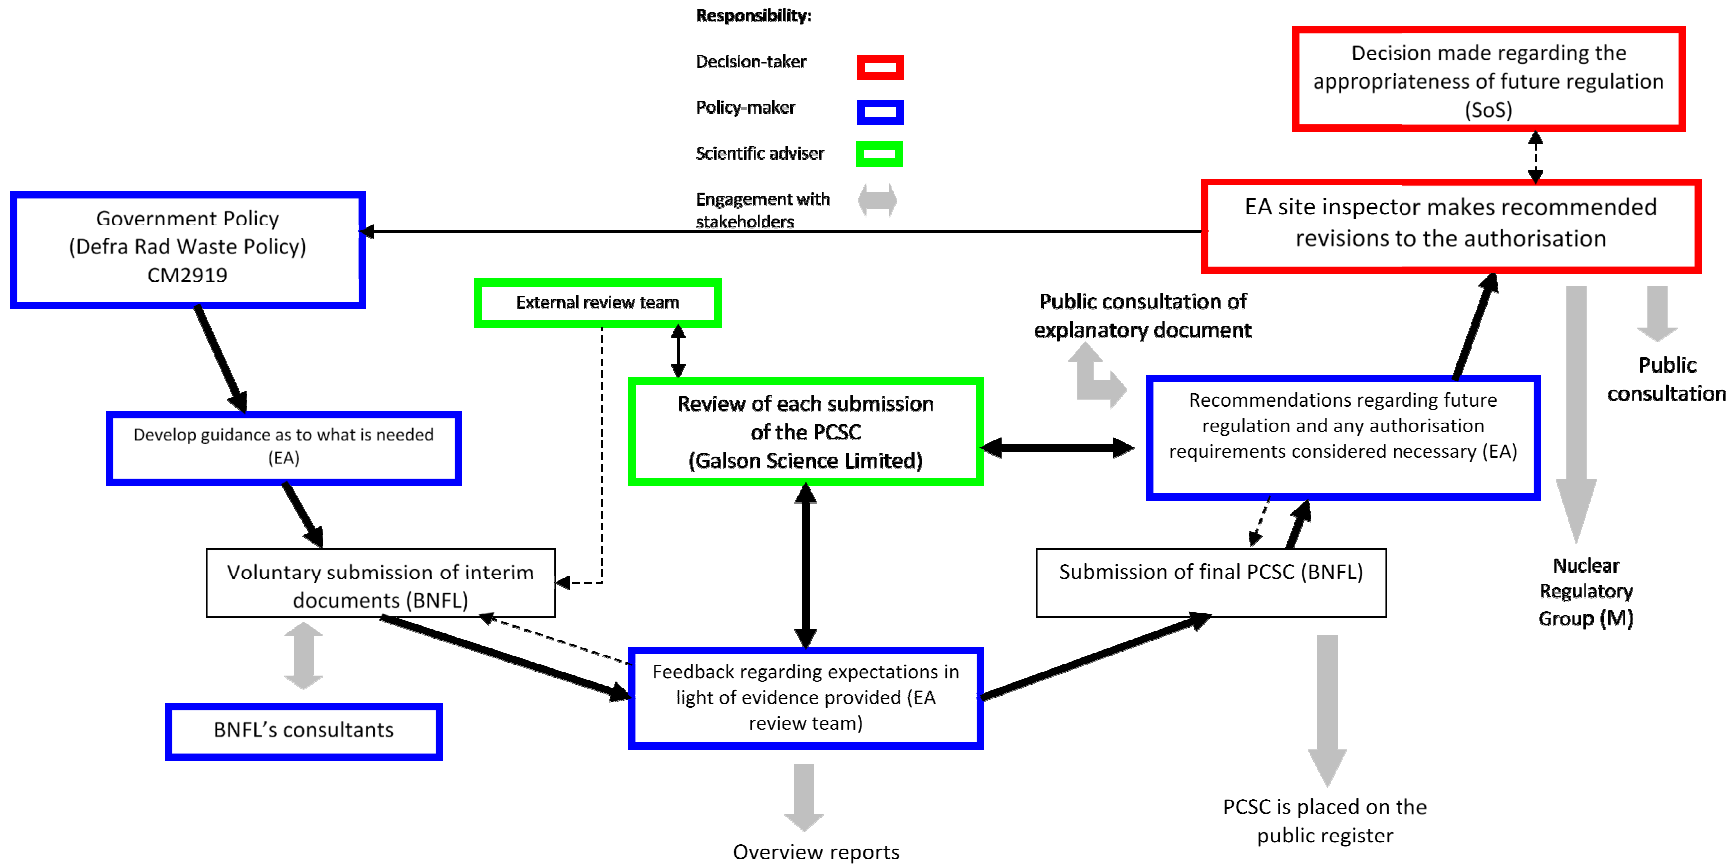 Responsibility:
Decision-taker
Policy-maker
Scientific adviser
Engagement with
stakeholders
Decision made regarding the
appropriateness of future regulation
(SoS)
EA site inspector makes recommended
revisions to the authorisation
Government Policy
(Defra Rad Waste Policy)
CM2919
External review team
Public consultation of
explanatory document
Public
consultation
Review of each submission
of the PCSC
(Galson Science Limited)
Recommendations regarding future
regulation and any authorisation
requirements considered necessary (EA)
Develop guidance as to what is needed
(EA)
Voluntary submission of interim
documents (BNFL)
Submission of final PCSC (BNFL)
Nuclear
Regulatory
Group (M)
Feedback regarding expectations in
light of evidence provided (EA
review team)
BNFL’s consultants
PCSC is placed on the
public register
Overview reports